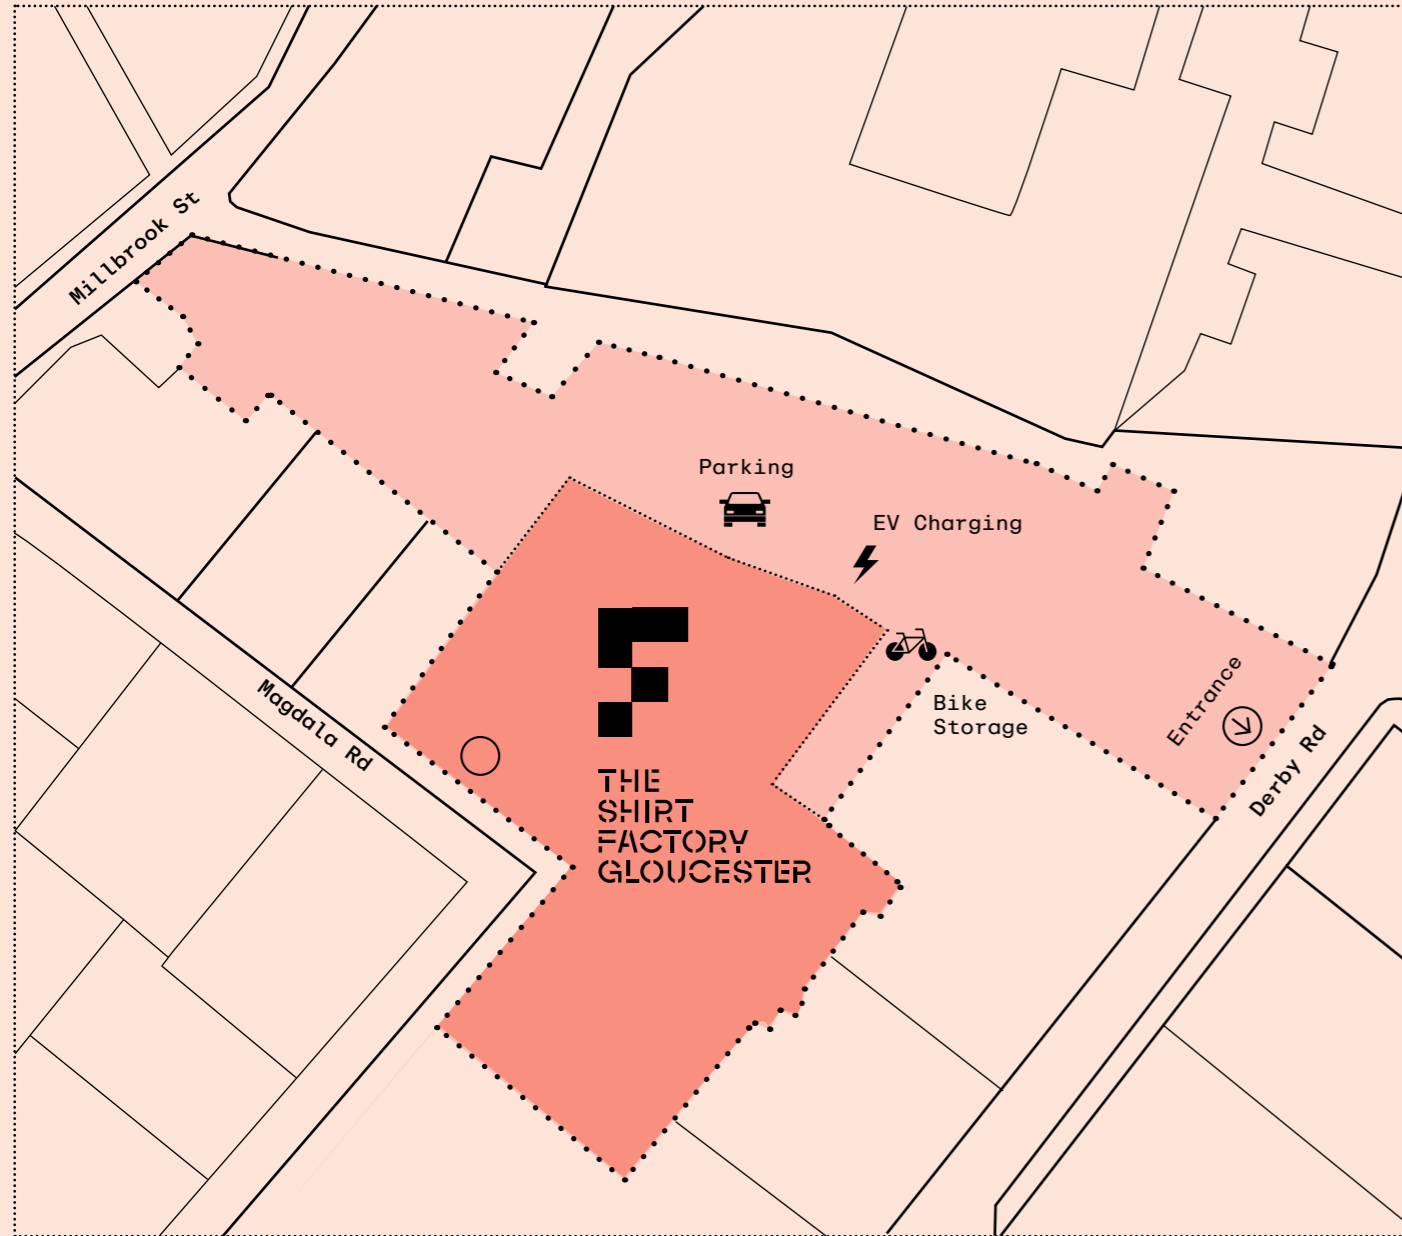 Millbrook St
Parking
EV Charging
Bike
Storage
Entrance
Derby Rd
Magdala Rd
THE
SHIRT
FACTORY
GLOUCESTER